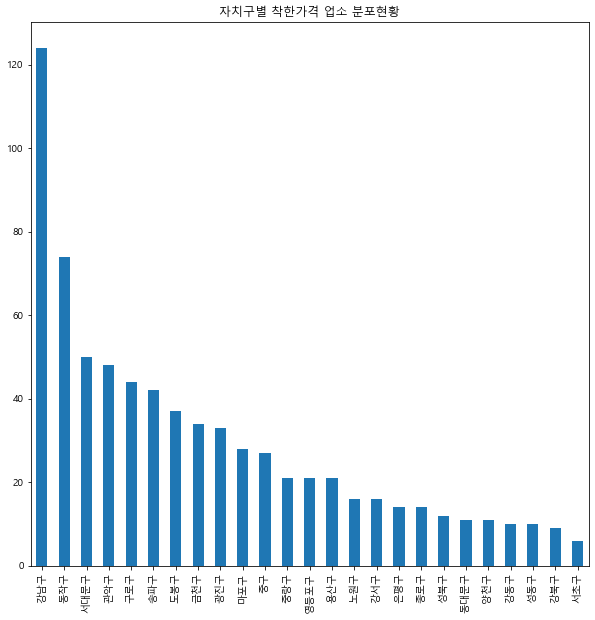 자치구별 착한가격 업소 분포현황
120
100
80
60
40
20
0
강남구
동작구
서대문구
관악구
구로구
송파구
도봉구
금천구
광진구
마포구
중구
중랑구
영등포구
용산구
노원구
강서구
은평구
종로구
성북구
동대문구
양천구
강동구
성동구
강북구
서초구